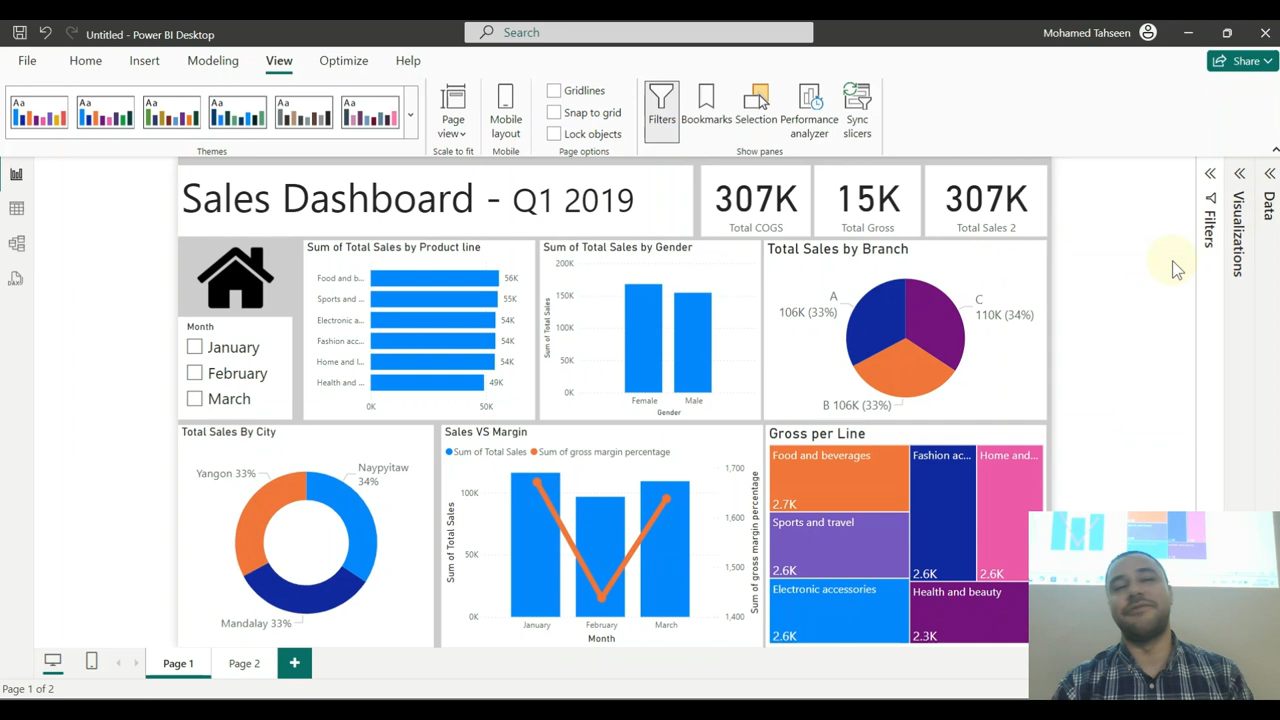 Untitled - Power BI Desktop
Search
Mohamed Tahseen
File
Home
Insert
Modeling
View
Optimize
Help
Share
Aa
Aa
Aa
Aa
Aa
Aa
Page view
Mobile layout
Gridlines
Snap to grid
Lock objects
Filters
Bookmarks
Selection
Performance analyzer
Sync slicers
Themes
Scale to fit
Mobile
Page options
Show panes
Sales Dashboard - Q1 2019
307K
Total COGS
15K
Total Gross
307K
Total Sales 2
Filters
Visualizations
Data
Month
January
February
March
Sum of Total Sales by Product line
Food and b... 56K
Sports and ... 55K
Electronic a... 54K
Fashion acc... 54K
Home and l... 54K
Health and ... 49K
0K 50K
Sum of Total Sales by Gender
Sum of Total Sales
200K
150K
100K
50K
0K
Female Male
Gender
Total Sales by Branch
A
106K (33%)
C
110K (34%)
B 106K (33%)
Total Sales By City
Yangon 33%
Naypyitaw
34%
Mandalay 33%
Sales VS Margin
Sum of Total Sales Sum of gross margin percentage
Sum of Total Sales
100K
50K
0K
1,700
1,600
1,500
1,400
Sum of gross margin percentage
January February March
Month
Gross per Line
Food and beverages
2.7K
Sports and travel
2.6K
Electronic accessories
2.6K
Fashion ac...
2.6K
Home and...
2.6K
Health and beauty
2.3K
Page 1
Page 2
Page 1 of 2